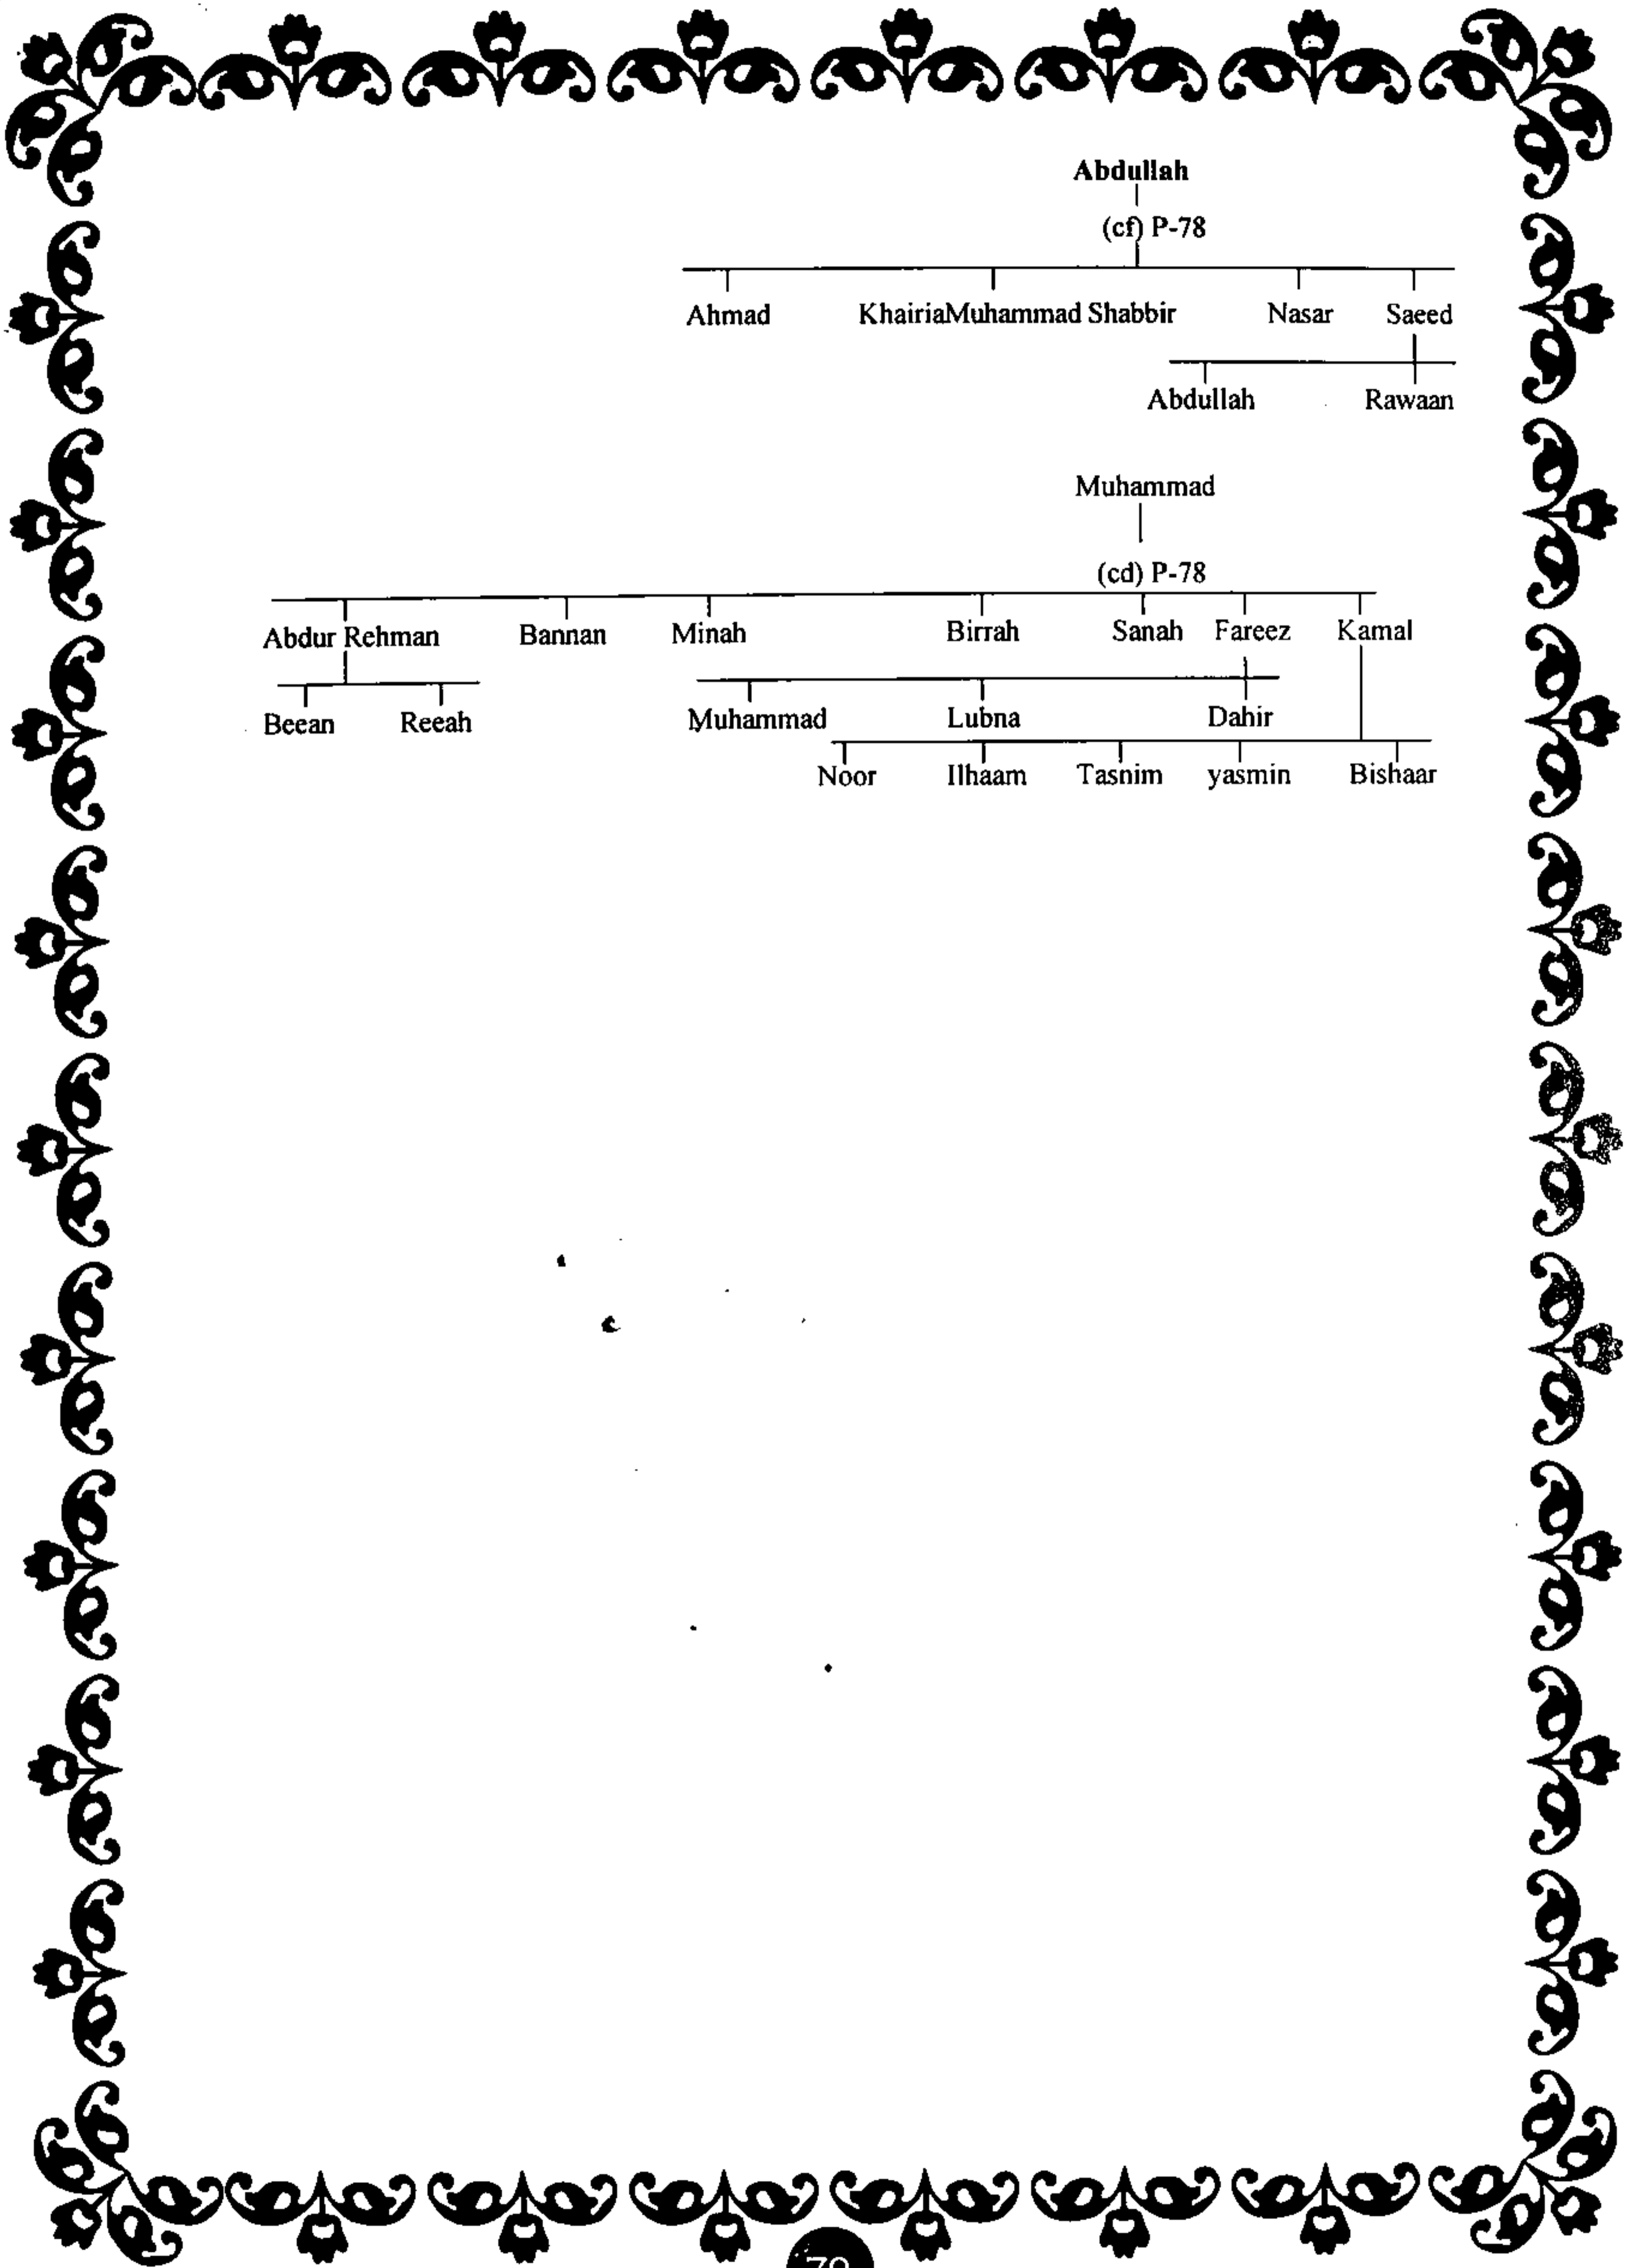 Abdullah
(cf) P-78
Ahmad KhairiaMuhammad Shabbir Nasar Saeed
Abdullah Rawaan
Muhammad
(cd) P-78
Abdur Rehman Bannan Minah Birrah Sanah Fareez Kamal
Beean Reeah Muhammad Lubna Dahir
Noor Ilhaam Tasnim yasmin Bishaar